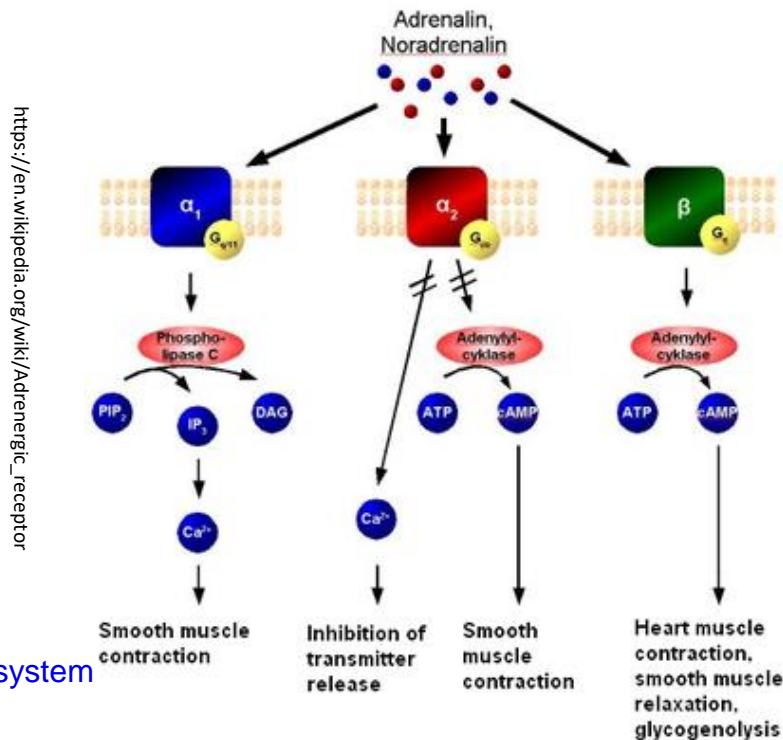 Adrenalin,
Noradrenalin
https://en.wikipedia.org/wiki/Adrenergic_receptor
α₁
G
q/11
α₂
G
β
G
Phospho-
lipase C
Adenylyl-
cyklase
Adenylyl-
cyklase
PIP₂
IP₃
DAG
ATP
cAMP
ATP
cAMP
Ca²⁺
Ca²⁺
Smooth muscle
contraction
Inhibition of
transmitter
release
Smooth
muscle
contraction
Heart muscle
contraction,
smooth muscle
relaxation,
glycogenolysis
system